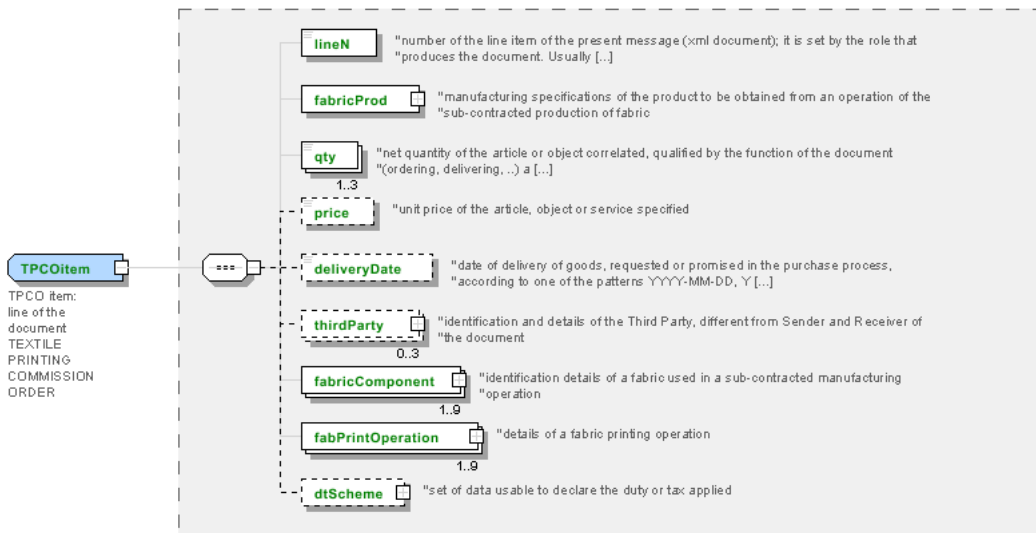 lineN
"number of the line item of the present message (xml document); it is set by the role that
"produces the document. Usually [...]
fabricProd
"manufacturing specifications of the product to be obtained from an operation of the
"sub-contracted production of fabric
qty
"net quantity of the article or object correlated, qualified by the function of the document
"(ordering, delivering, ..) a [...]
1..3
price
"unit price of the article, object or service specified
TPCOitem
TPCO item:
line of the
document
TEXTILE
PRINTING
COMMISSION
ORDER
deliveryDate
"date of delivery of goods, requested or promised in the purchase process,
"according to one of the patterns YYYY-MM-DD, Y [...]
thirdParty
"identification and details of the Third Party, different from Sender and Receiver of
"the document
0..3
fabricComponent
"identification details of a fabric used in a sub-contracted manufacturing
"operation
1..9
fabPrintOperation
"details of a fabric printing operation
1..9
dtScheme
"set of data usable to declare the duty or tax applied